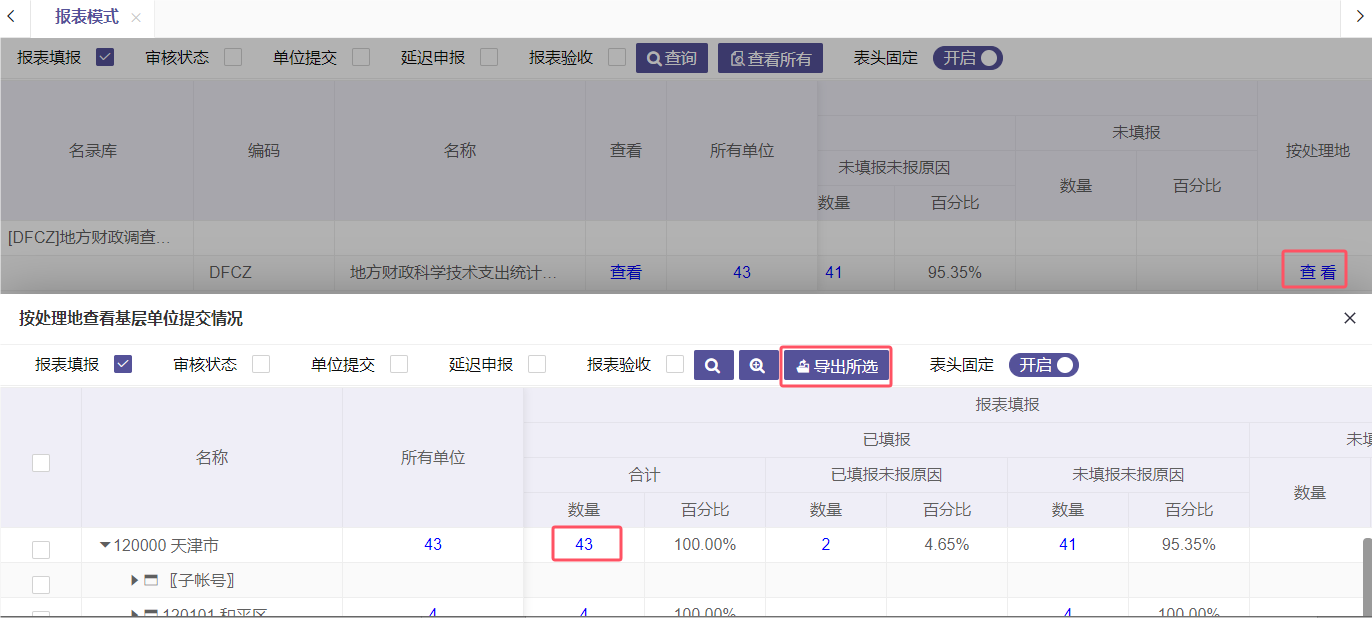 报表模式
报表填报 审核状态 单位提交 延迟申报 报表验收 查询 查看所有 表头固定 开启
名录库 编码 名称 查看 所有单位 未填报未报原因 数量 百分比 未填报 数量 百分比 按处理地
[DFCZ]地方财政调查...
DFCZ 地方财政科学技术支出统计... 查看 43 41 95.35% 查看
按处理地查看基层单位提交情况
报表填报 审核状态 单位提交 延迟申报 报表验收 导出所选 表头固定 开启
报表填报
已填报 未填
名称 所有单位 合计 已填报未报原因 未填报未报原因
数量 百分比 数量 百分比 数量 百分比 数量
120000 天津市 43 43 100.00% 2 4.65% 41 95.35%
〖子帐号〗
120101 和平区 4 4 100.00% 4 100.00%